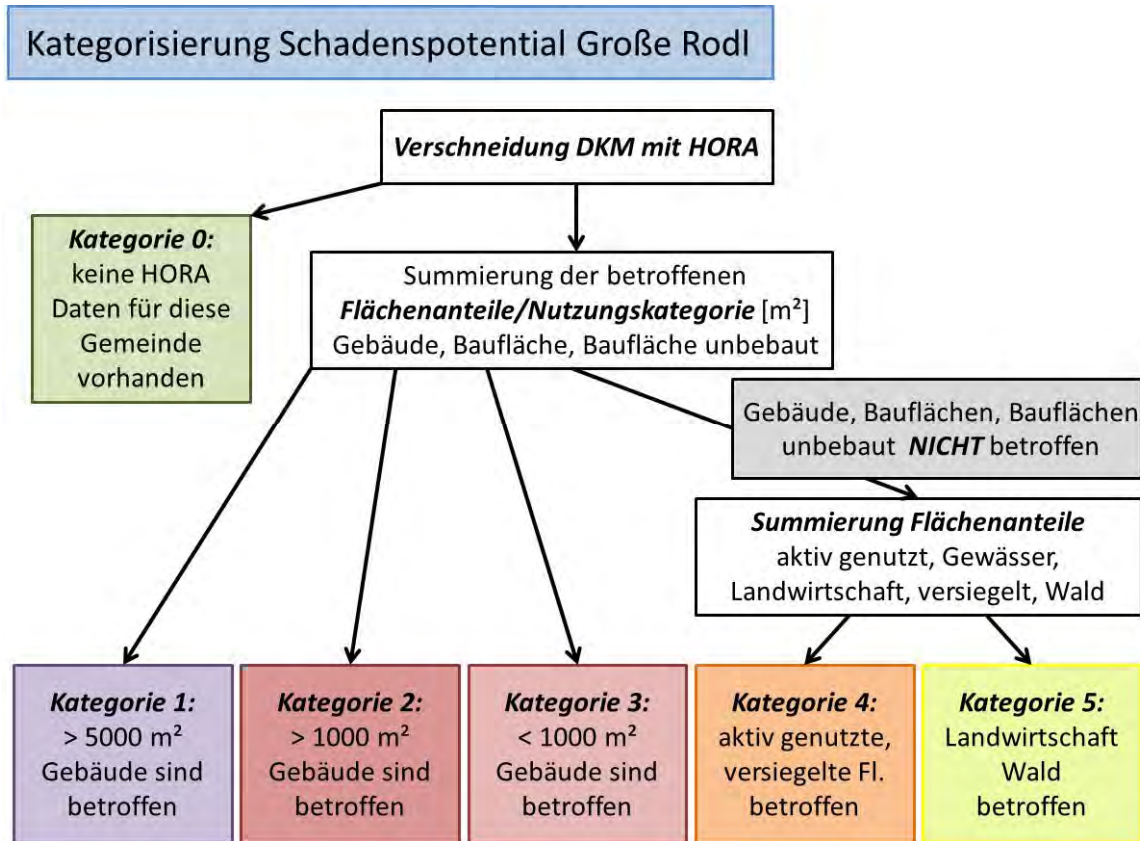 Kategorisierung Schadenspotential Große Rodl
Verschneidung DKM mit HORA
Kategorie 0:
keine HORA
Daten für diese
Gemeinde
vorhanden
Summierung der betroffenen
Flächenanteile/Nutzungskategorie [m²]
Gebäude, Baufläche, Baufläche unbebaut
Gebäude, Bauflächen, Bauflächen
unbebaut NICHT betroffen
Summierung Flächenanteile
aktiv genutzt, Gewässer,
Landwirtschaft, versiegelt, Wald
Kategorie 1:
> 5000 m²
Gebäude sind
betroffen
Kategorie 2:
> 1000 m²
Gebäude sind
betroffen
Kategorie 3:
< 1000 m²
Gebäude sind
betroffen
Kategorie 4:
aktiv genutzte,
versiegelte Fl.
betroffen
Kategorie 5:
Landwirtschaft
Wald
betroffen